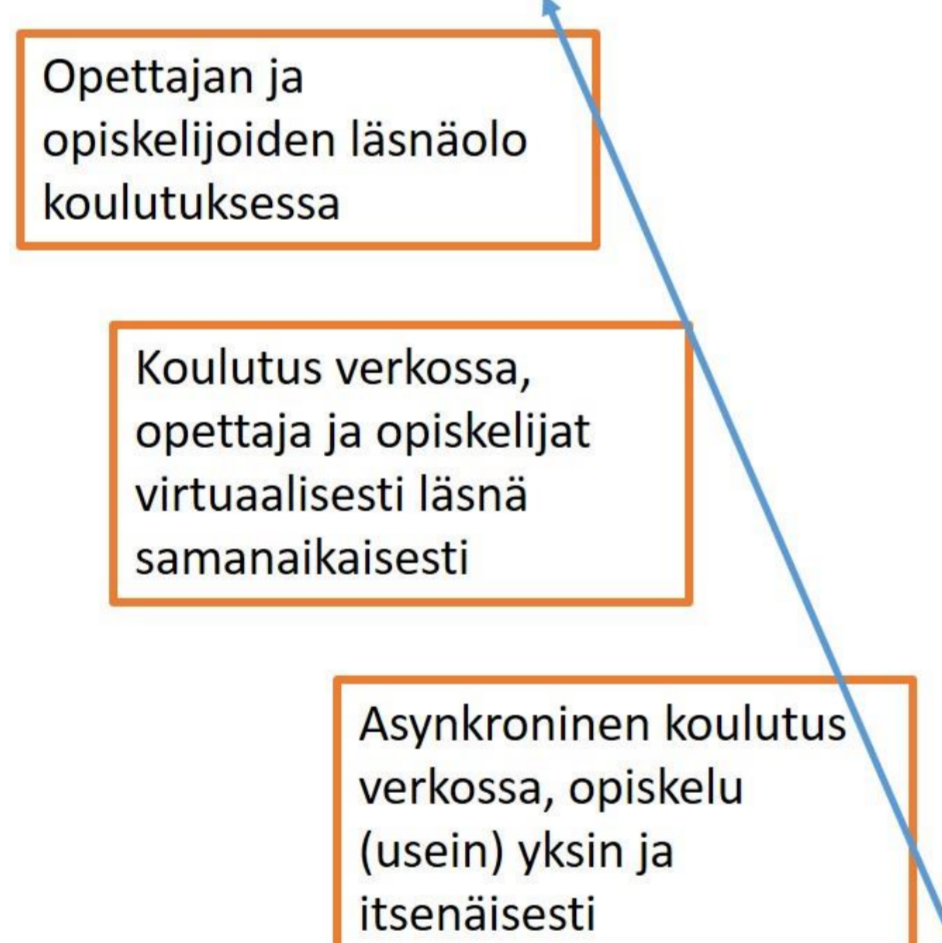 Opettajan ja
opiskelijoiden läsnäolo
koulutuksessa
Koulutus verkossa,
opettaja ja opiskelijat
virtuaalisesti läsnä
samanaikaisesti
Asynkroninen koulutus
verkossa, opiskelu
(usein) yksin ja
itsenäisesti